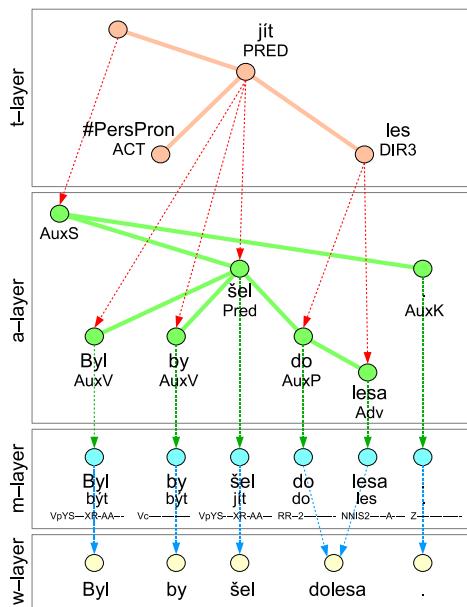 t–layer
jít
PRED
#PersPron
ACT
les
DIR3
a–layer
AuxS
šel
Pred
.
AuxK
Byl
AuxV
by
AuxV
do
AuxP
lesa
Adv
m–layer
Byl by šel do lesa .
být být jít do les .
VpYS---XR-AA--- Vc------------- VpYS---XR-AA--- RR--2---------- NNIS2-----A---- Z:-------------
w–layer
Byl by šel dolesa .